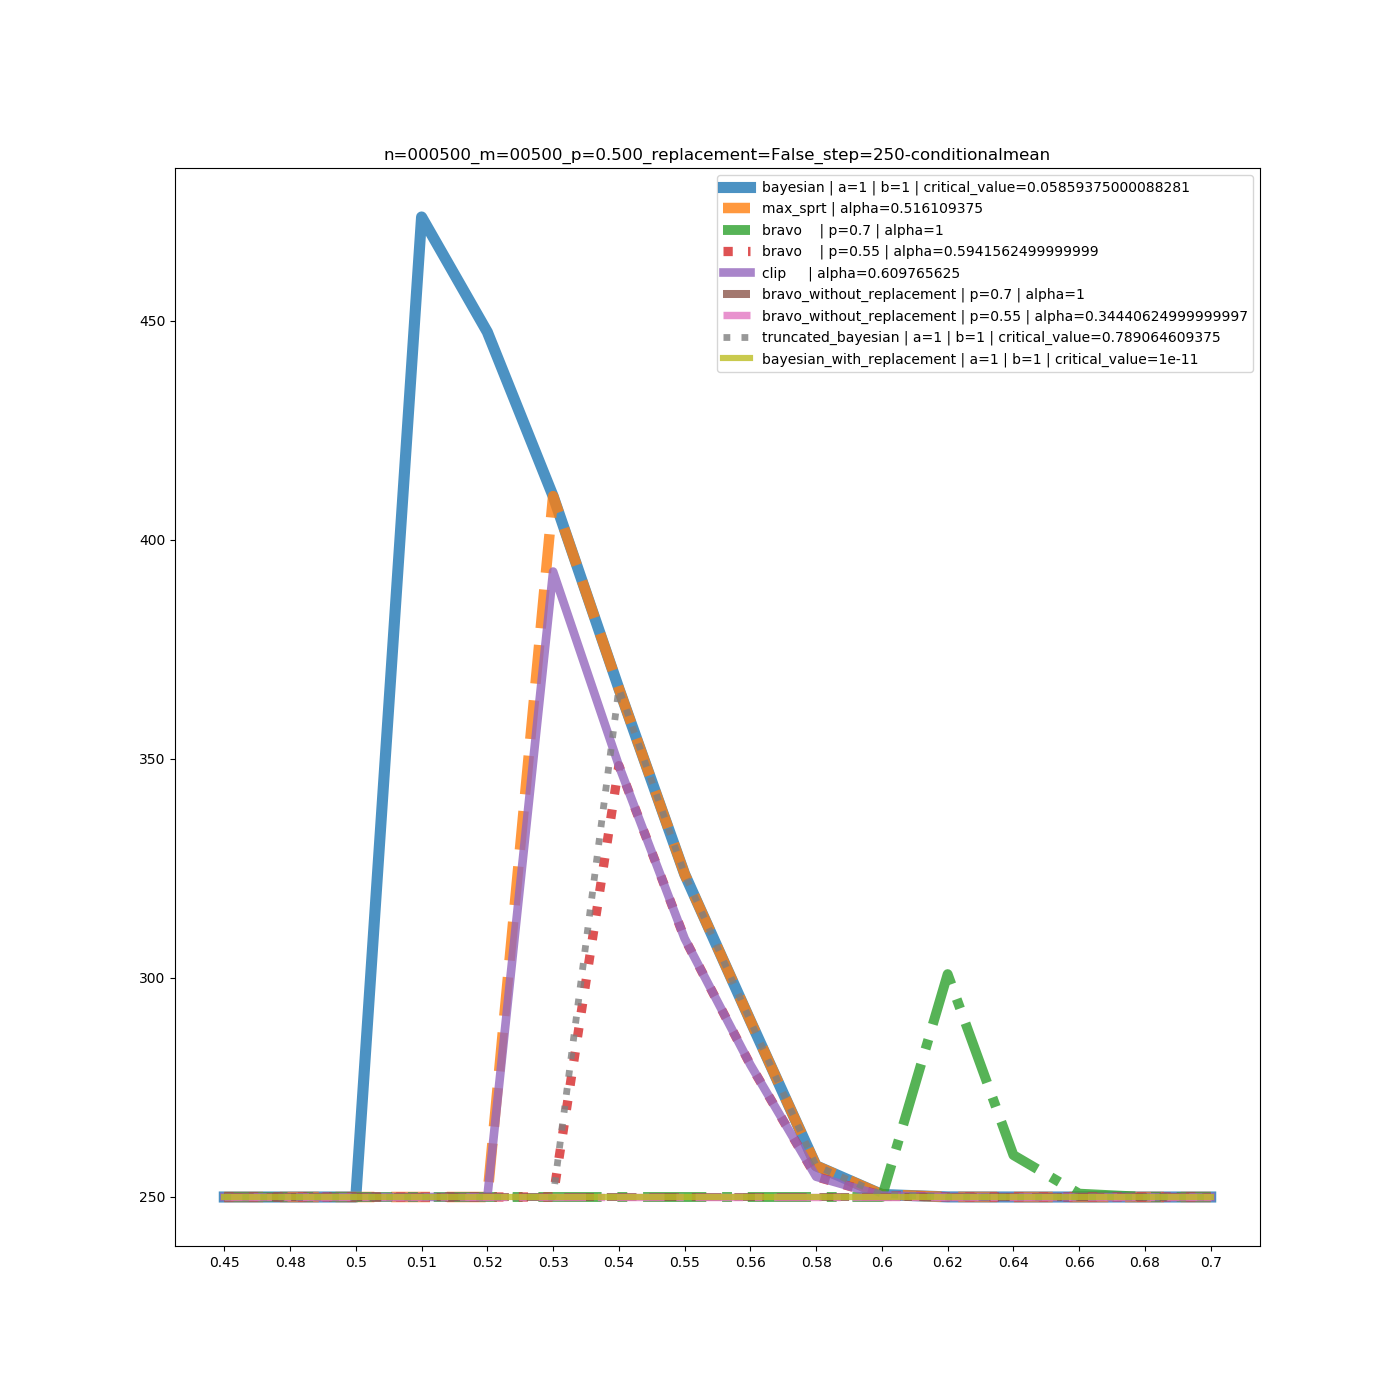 n=000500_m=00500_p=0.500_replacement=False_step=250-conditionalmean
bayesian | a=1 | b=1 | critical_value=0.05859375000088281
max_sprt | alpha=0.516109375
bravo    | p=0.7 | alpha=1
bravo    | p=0.55 | alpha=0.5941562499999999
clip     | alpha=0.609765625
bravo_without_replacement | p=0.7 | alpha=1
bravo_without_replacement | p=0.55 | alpha=0.34440624999999997
truncated_bayesian | a=1 | b=1 | critical_value=0.789064609375
bayesian_with_replacement | a=1 | b=1 | critical_value=1e-11
450
400
350
300
250
0.45 0.48 0.5 0.51 0.52 0.53 0.54 0.55 0.56 0.58 0.6 0.62 0.64 0.66 0.68 0.7